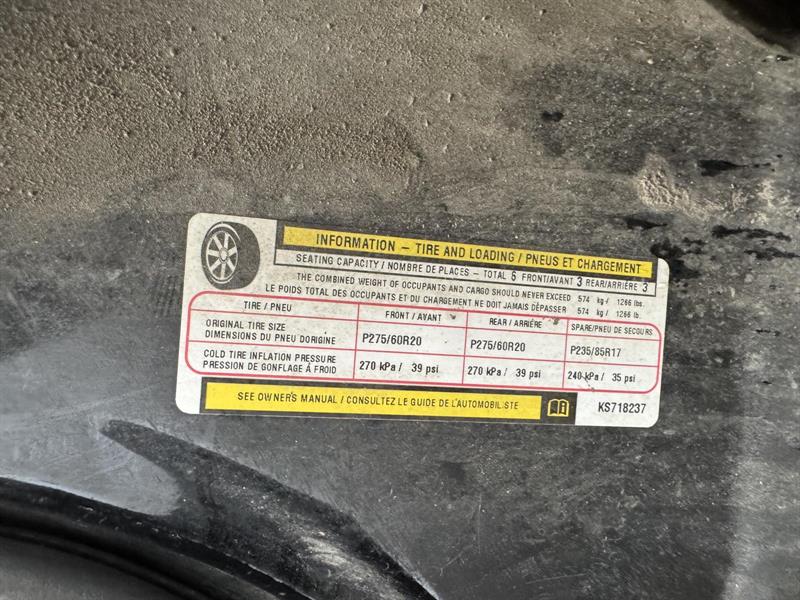 INFORMATION – TIRE AND LOADING / PNEUS ET CHARGEMENT
SEATING CAPACITY / NOMBRE DE PLACES – TOTAL 6 FRONT/AVANT 3 REAR/ARRIÈRE 3
THE COMBINED WEIGHT OF OCCUPANTS AND CARGO SHOULD NEVER EXCEED 574 kg / 1266 lbs.
LE POIDS TOTAL DES OCCUPANTS ET DU CHARGEMENT NE DOIT JAMAIS DÉPASSER 574 kg / 1266 lbs.
TIRE / PNEU FRONT / AVANT REAR / ARRIÉRE SPARE/PNEU DE SECOURS
ORIGINAL TIRE SIZE
DIMENSIONS DU PNEU DORIGINE P275/60R20 P275/60R20 P235/85R17
COLD TIRE INFLATION PRESSURE
PRESSION DE GONFLAGE À FROID 270 kPa / 39 psi 270 kPa / 39 psi 240 kPa / 35 psi
SEE OWNER'S MANUAL / CONSULTEZ LE GUIDE DE L'AUTOMOBILISTE
KS718237